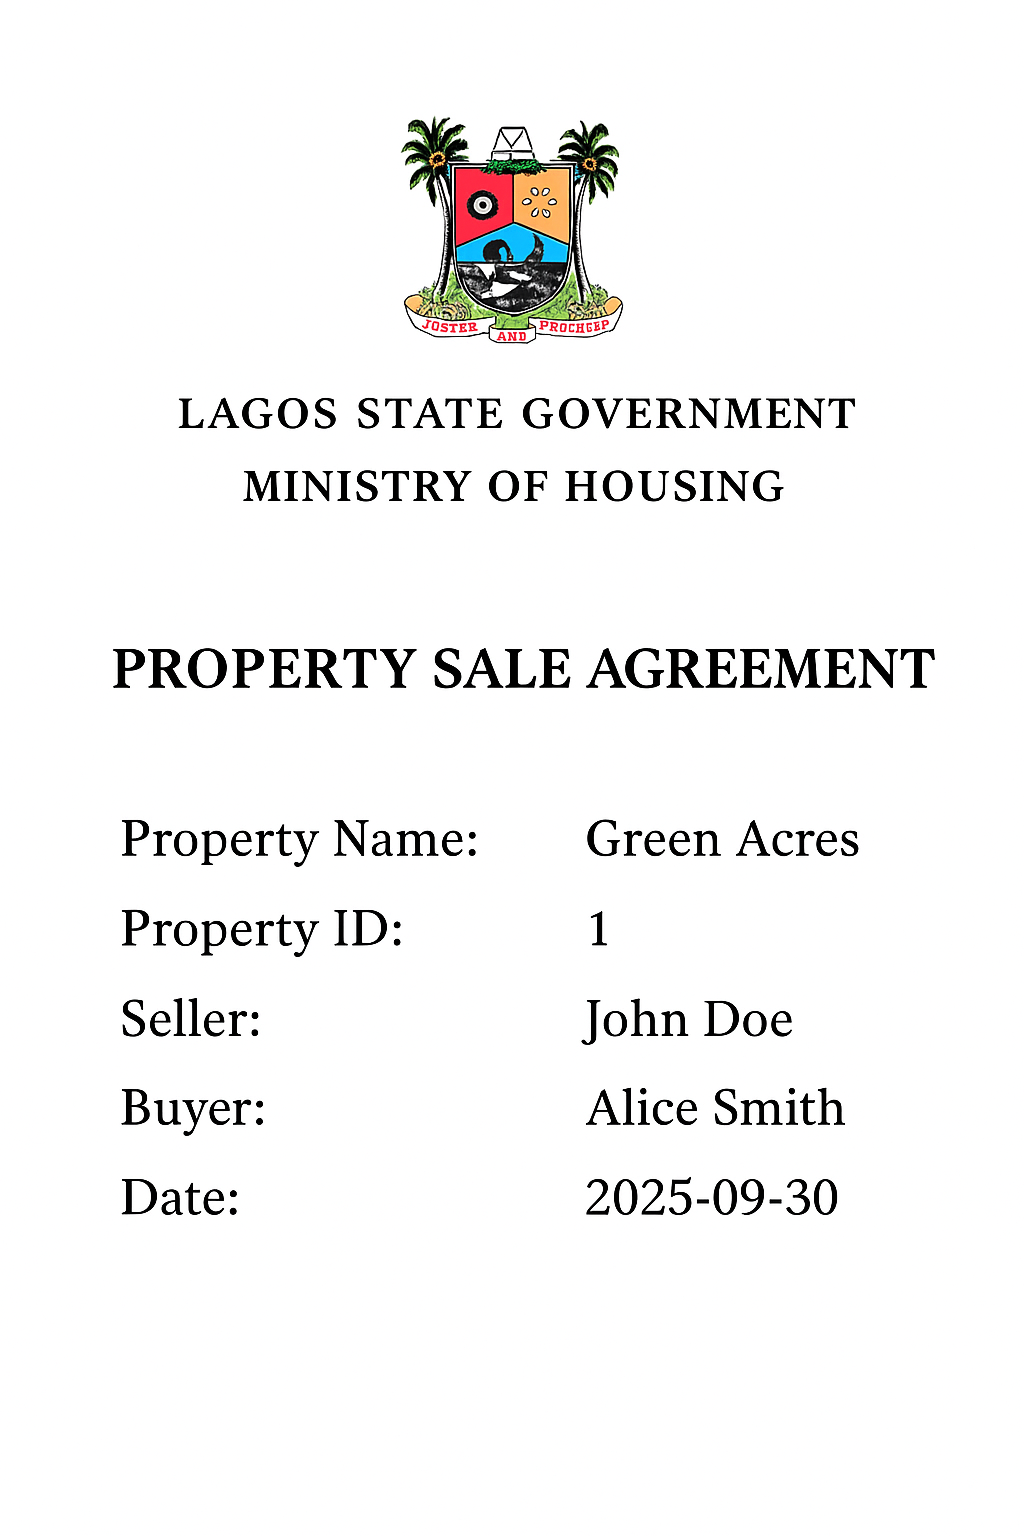 JOSTER AND PROCHGEP
LAGOS STATE GOVERNMENT
MINISTRY OF HOUSING
PROPERTY SALE AGREEMENT
Property Name: Green Acres
Property ID: 1
Seller: John Doe
Buyer: Alice Smith
Date: 2025-09-30